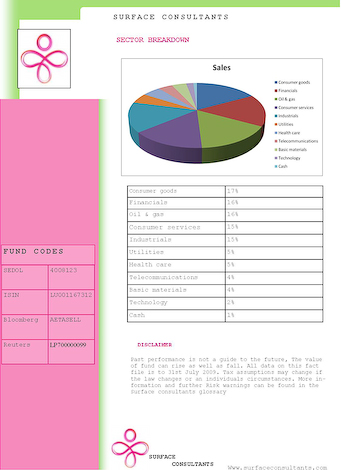 SURFACE CONSULTANTS
SECTOR BREAKDOWN
Sales
Consumer goods
Financials
Oil & gas
Consumer services
Industrials
Utilities
Health care
Telecommunications
Basic materials
Technology
Cash
Consumer goods 17%
Financials 16%
Oil & gas 16%
Consumer services 15%
Industrials 15%
Utilities 5%
Health care 5%
Telecommunications 4%
Basic materials 4%
Technology 2%
Cash 1%
FUND CODES
SEDOL 4008123
ISIN LU001167312
Bloomberg AETASELL
Reuters LP700000099
DISCLAIMER
Past performance is not a guide to the future, The value
of fund can rise as well as fall. All data on this fact
file is to 31st July 2009. Tax assumptions may change if
the law changes or an individuals circumstances. More in-
formation and further Risk warnings can be found in the
Surface consultants glossary
SURFACE
CONSULTANTS
www.surfaceconsultants.com